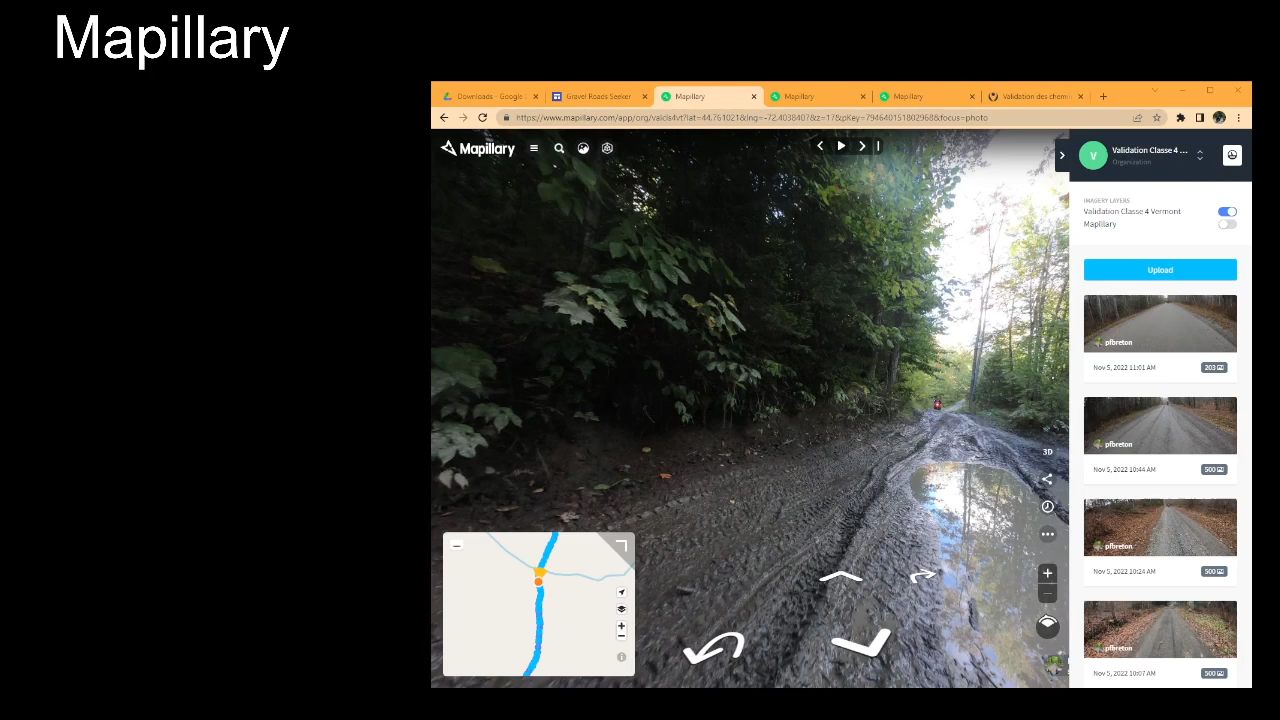 Mapillary
Downloads - Google
Gravel Roads Seeker
Mapillary
Mapillary
Mapillary
Validation des chem
https://www.mapillary.com/app/org/valcls4vt?lat=44.761021&lng=-72.4038407&z=17&pKey=794640151802968&focus=photo
Mapillary
V
Validation Classe 4 ...
Organization
IMAGERY LAYERS
Validation Classe 4 Vermont
Mapillary
Upload
pfbreton
Nov 5, 2022 11:01 AM
203
pfbreton
Nov 5, 2022 10:44 AM
500
pfbreton
Nov 5, 2022 10:24 AM
500
pfbreton
Nov 5, 2022 10:07 AM
500
3D